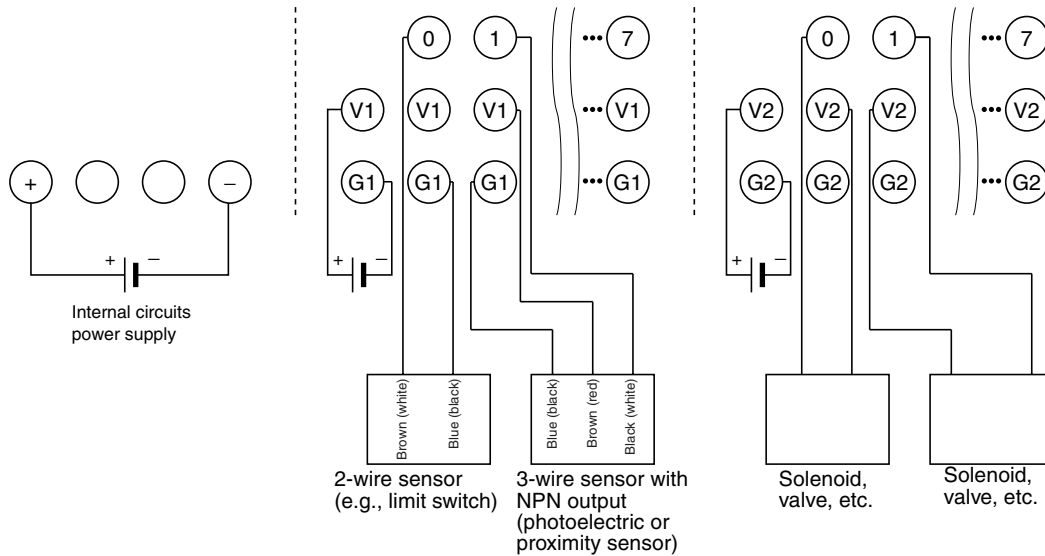 0 1 ••• 7 0 1 ••• 7
V1 V1 V1 ••• V1 V2 V2 V2 ••• V2
+ – G1 G1 G1 ••• G1 G2 G2 G2 ••• G2
+ – + – + –
Internal circuits
power supply
Brown (white)
Blue (black)
Blue (black)
Brown (red)
Black (white)
2-wire sensor
(e.g., limit switch)
3-wire sensor with
NPN output
(photoelectric or
proximity sensor)
Solenoid,
valve, etc.
Solenoid,
valve, etc.